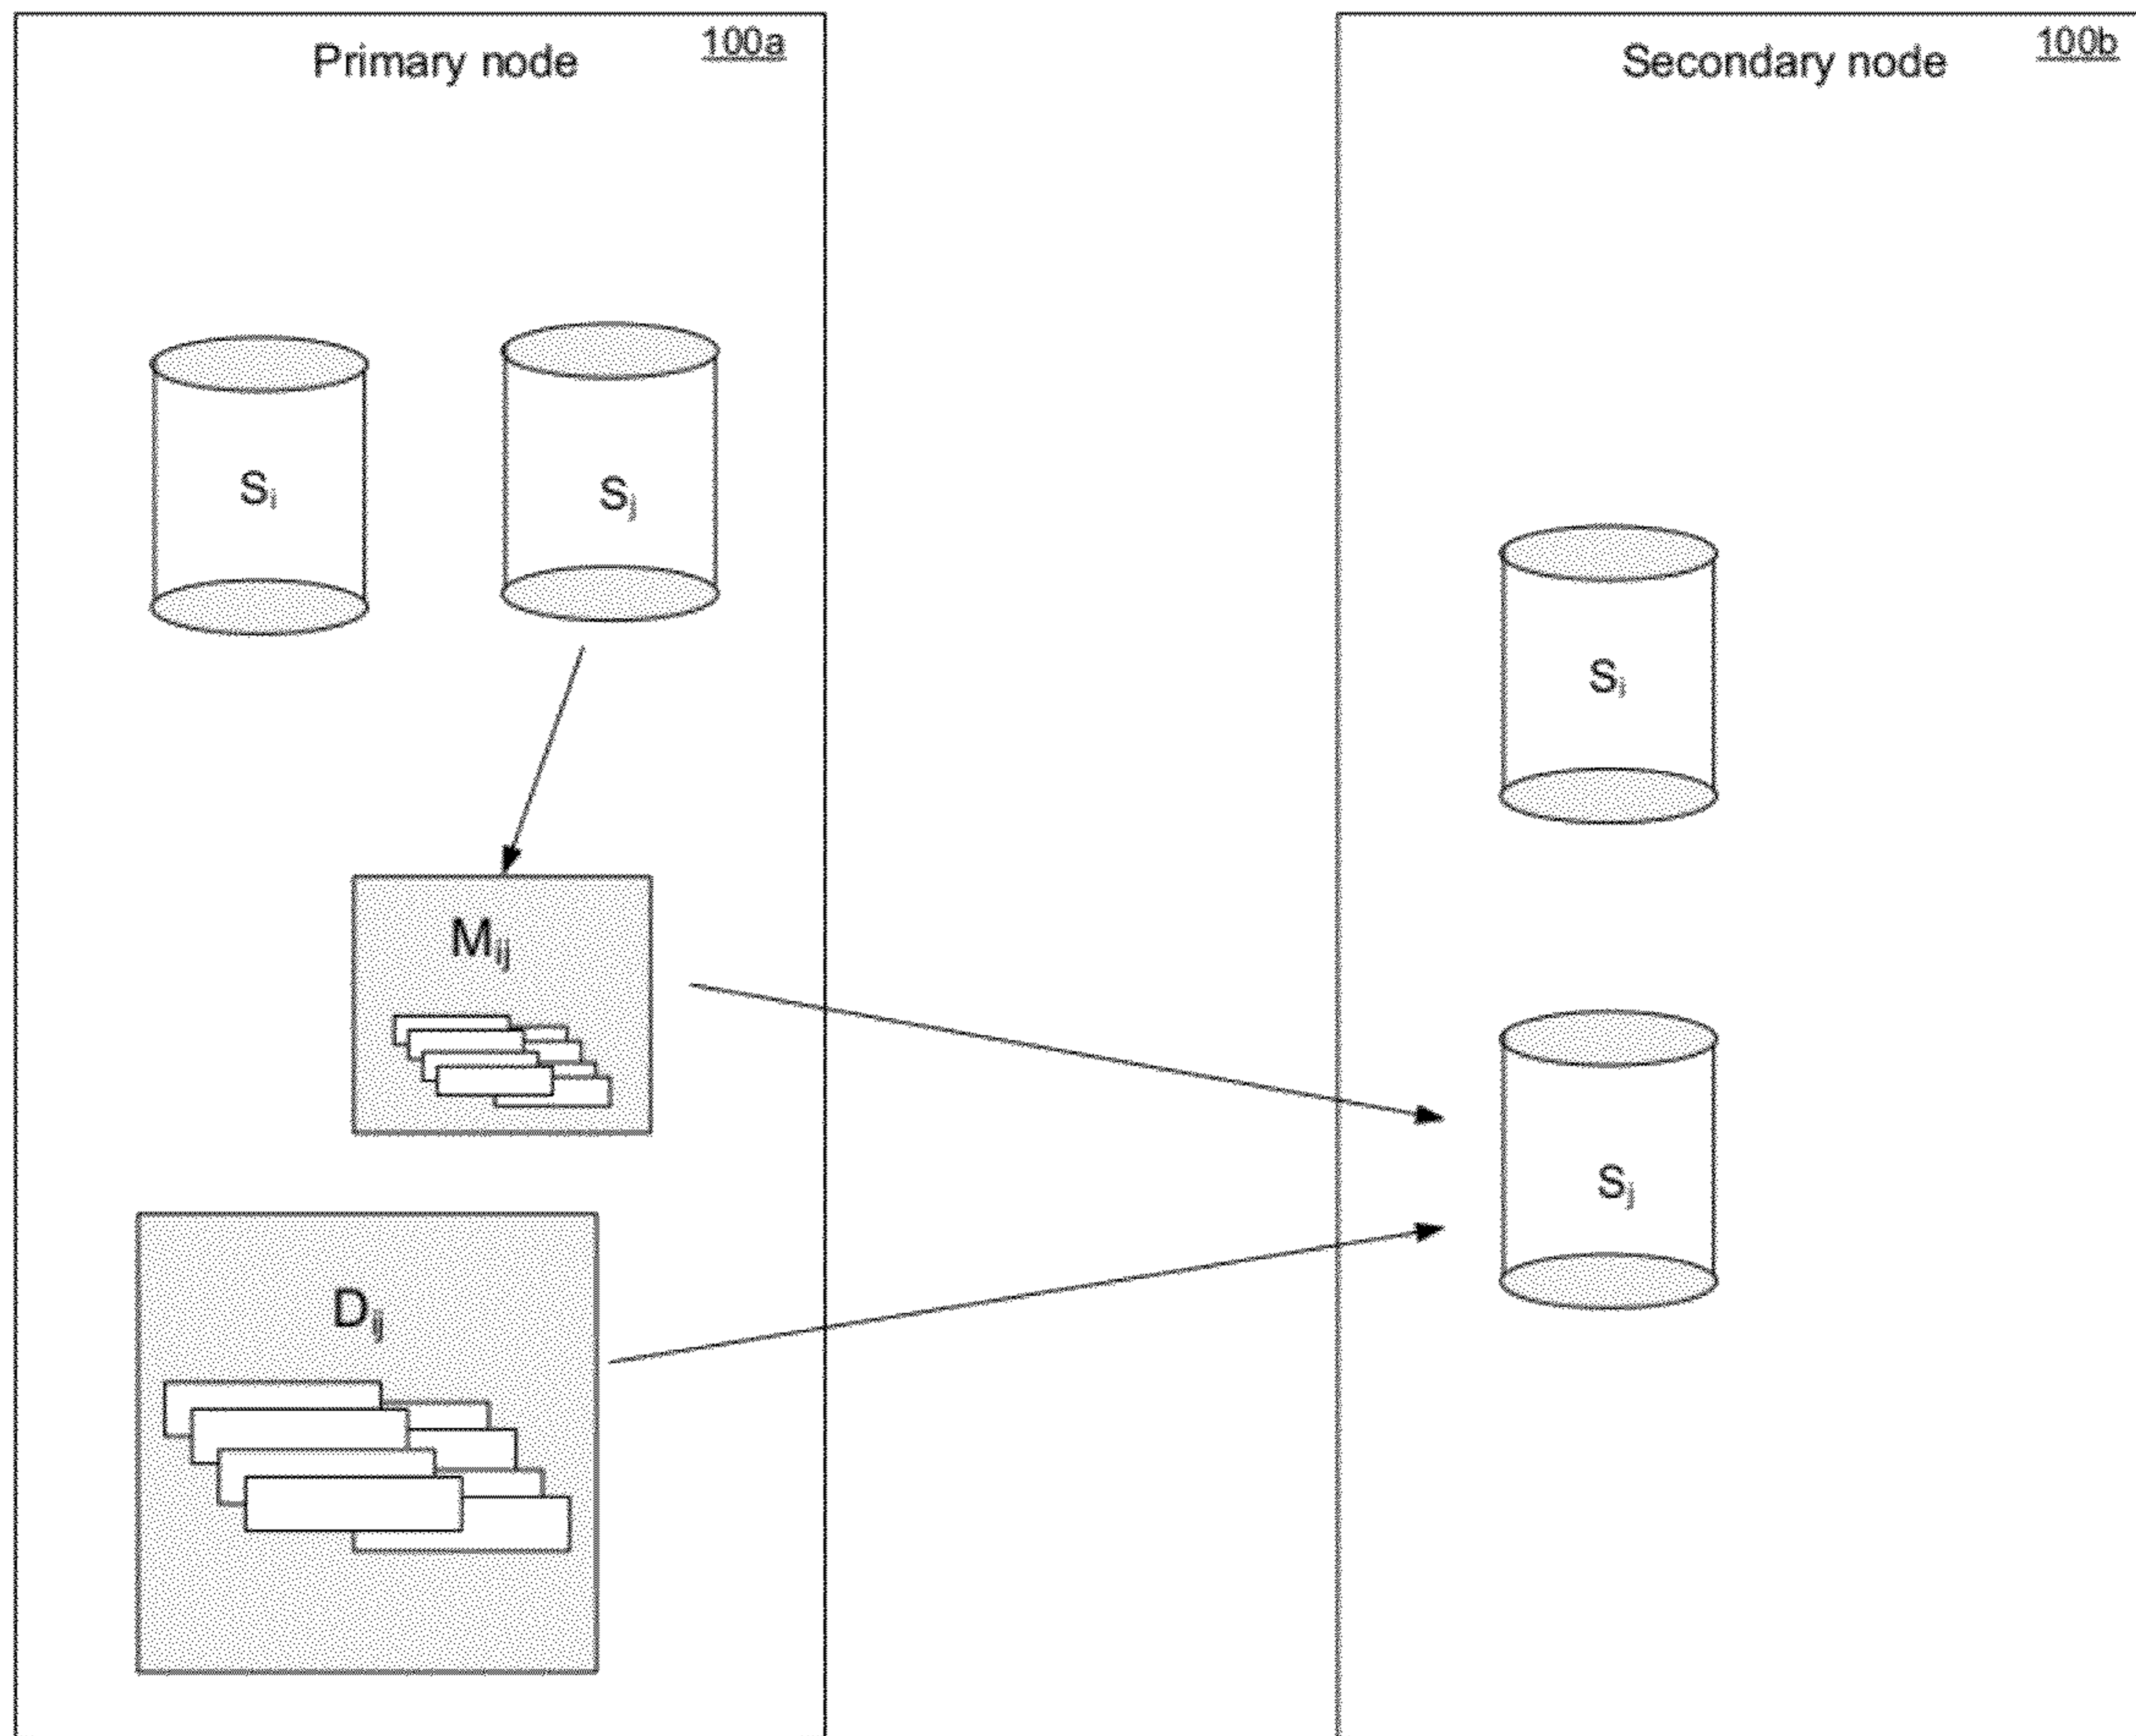 Primary node 100a
Secondary node 100b
Si
Sj
Si
Mij
Sj
Dij